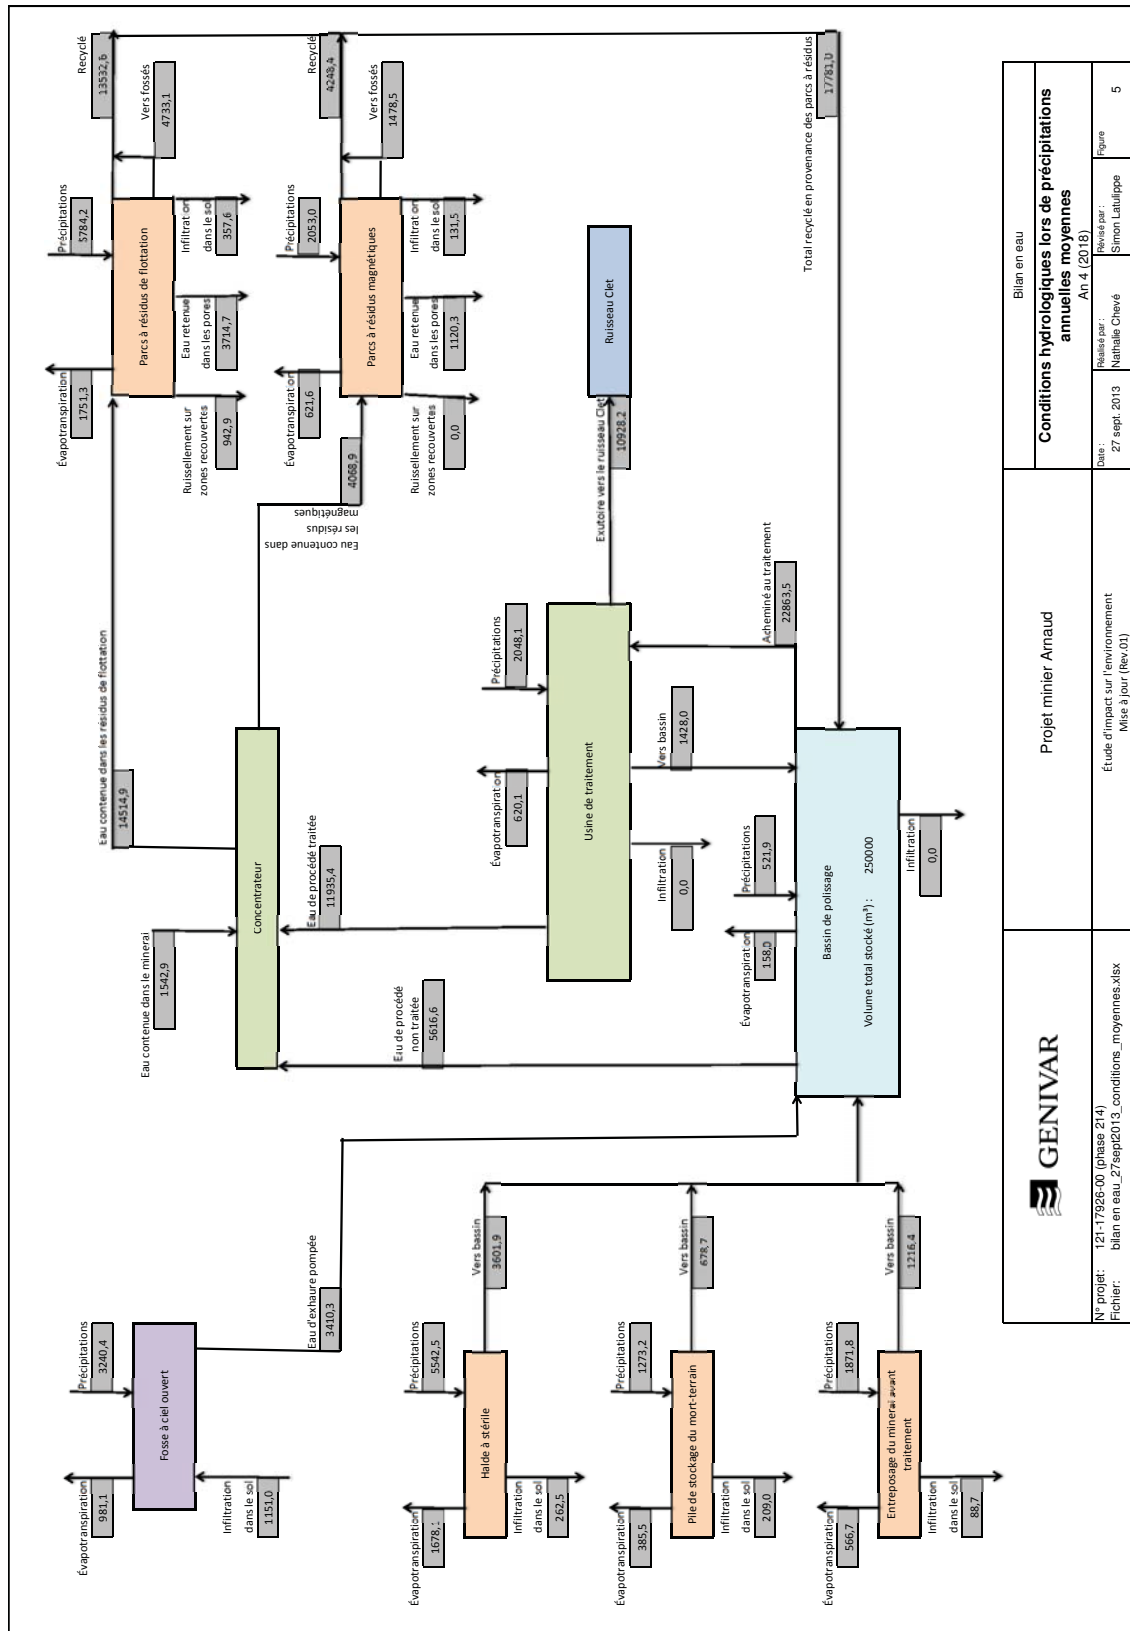 Évapotranspiration
981,1
Précipitations
3240,4
Fosse à ciel ouvert
Infiltration
dans le sol
1151,0
Eau d'exhaure pompée
3410,3
Évapotranspiration
1678,1
Précipitations
5542,5
Halde à stérile
Infiltration
dans le sol
262,5
Vers bassin
3601,9
Évapotranspiration
385,5
Précipitations
1273,2
Pile de stockage du mort-terrain
Infiltration
dans le sol
209,0
Vers bassin
678,7
Évapotranspiration
566,7
Précipitations
1871,8
Entreposage du minerai avant
traitement
Infiltration
dans le sol
88,7
Vers bassin
1216,4
Eau contenue dans le minerai
1542,9
Concentrateur
Eau contenue dans les résidus de flottation
14514,9
Eau de procédé
non traitée
5616,6
Eau de procédé traitée
11935,4
Eau contenue dans
les résidus
magnétiques
4068,9
Évapotranspiration
620,1
Précipitations
2048,1
Usine de traitement
Infiltration
0,0
Vers bassin
1428,0
Acheminé au traitement
22863,5
Exutoire vers le ruisseau Clet
10928,2
Ruisseau Clet
Évapotranspiration
158,0
Précipitations
521,9
Bassin de polissage
Volume total stocké (m³) : 250000
Infiltration
0,0
Évapotranspiration
1751,3
Précipitations
5784,2
Parcs à résidus de flottation
Ruissellement sur
zones recouvertes
942,9
Eau retenue
dans les pores
3714,7
Infiltration
dans le sol
357,6
Vers fossés
4733,1
Recyclé
13532,6
Évapotranspiration
621,6
Précipitations
2053,0
Parcs à résidus magnétiques
Ruissellement sur
zones recouvertes
0,0
Eau retenue
dans les pores
1120,3
Infiltration
dans le sol
131,5
Vers fossés
1478,5
Recyclé
4248,4
Total recyclé en provenance des parcs à résidus
17781,0
GENIVAR
N° projet: 121-17926-00 (phase 214)
Fichier: bilan en eau_27sept2013_conditions_moyennes.xlsx
Projet minier Arnaud
Étude d'impact sur l'environnement
Mise à jour (Rev.01)
Bilan en eau
Conditions hydrologiques lors de précipitations
annuelles moyennes
An 4 (2018)
Date : 27 sept. 2013
Réalisé par : Nathalie Chevé
Révisé par : Simon Latulippe
Figure 5